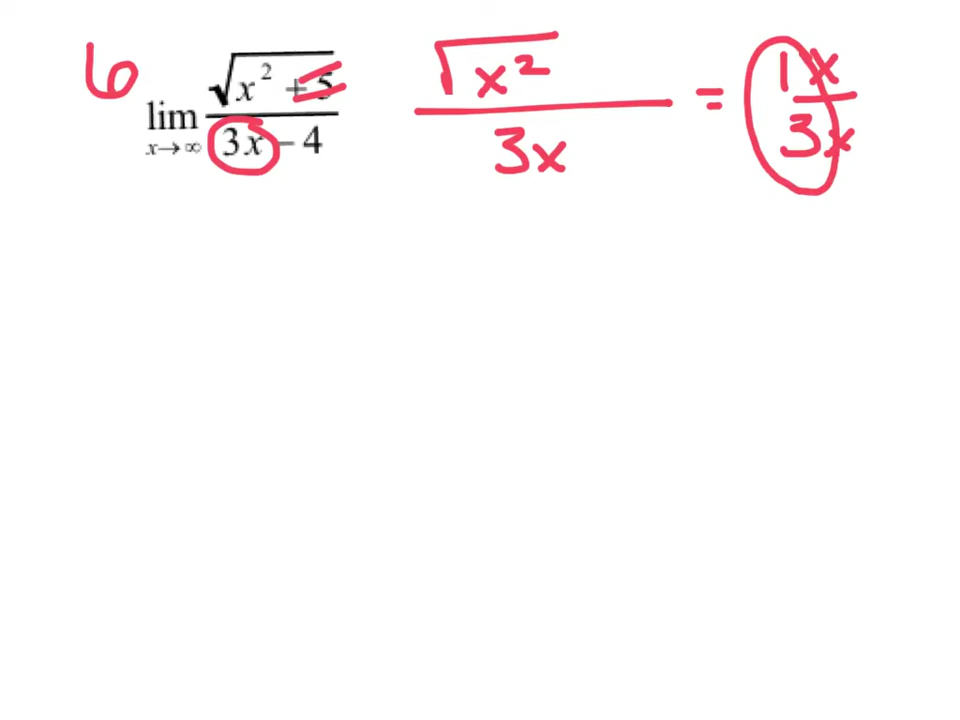 6 lim x→∞ √(x² + 5) / (3x − 4) √x² / 3x = 1x / 3x